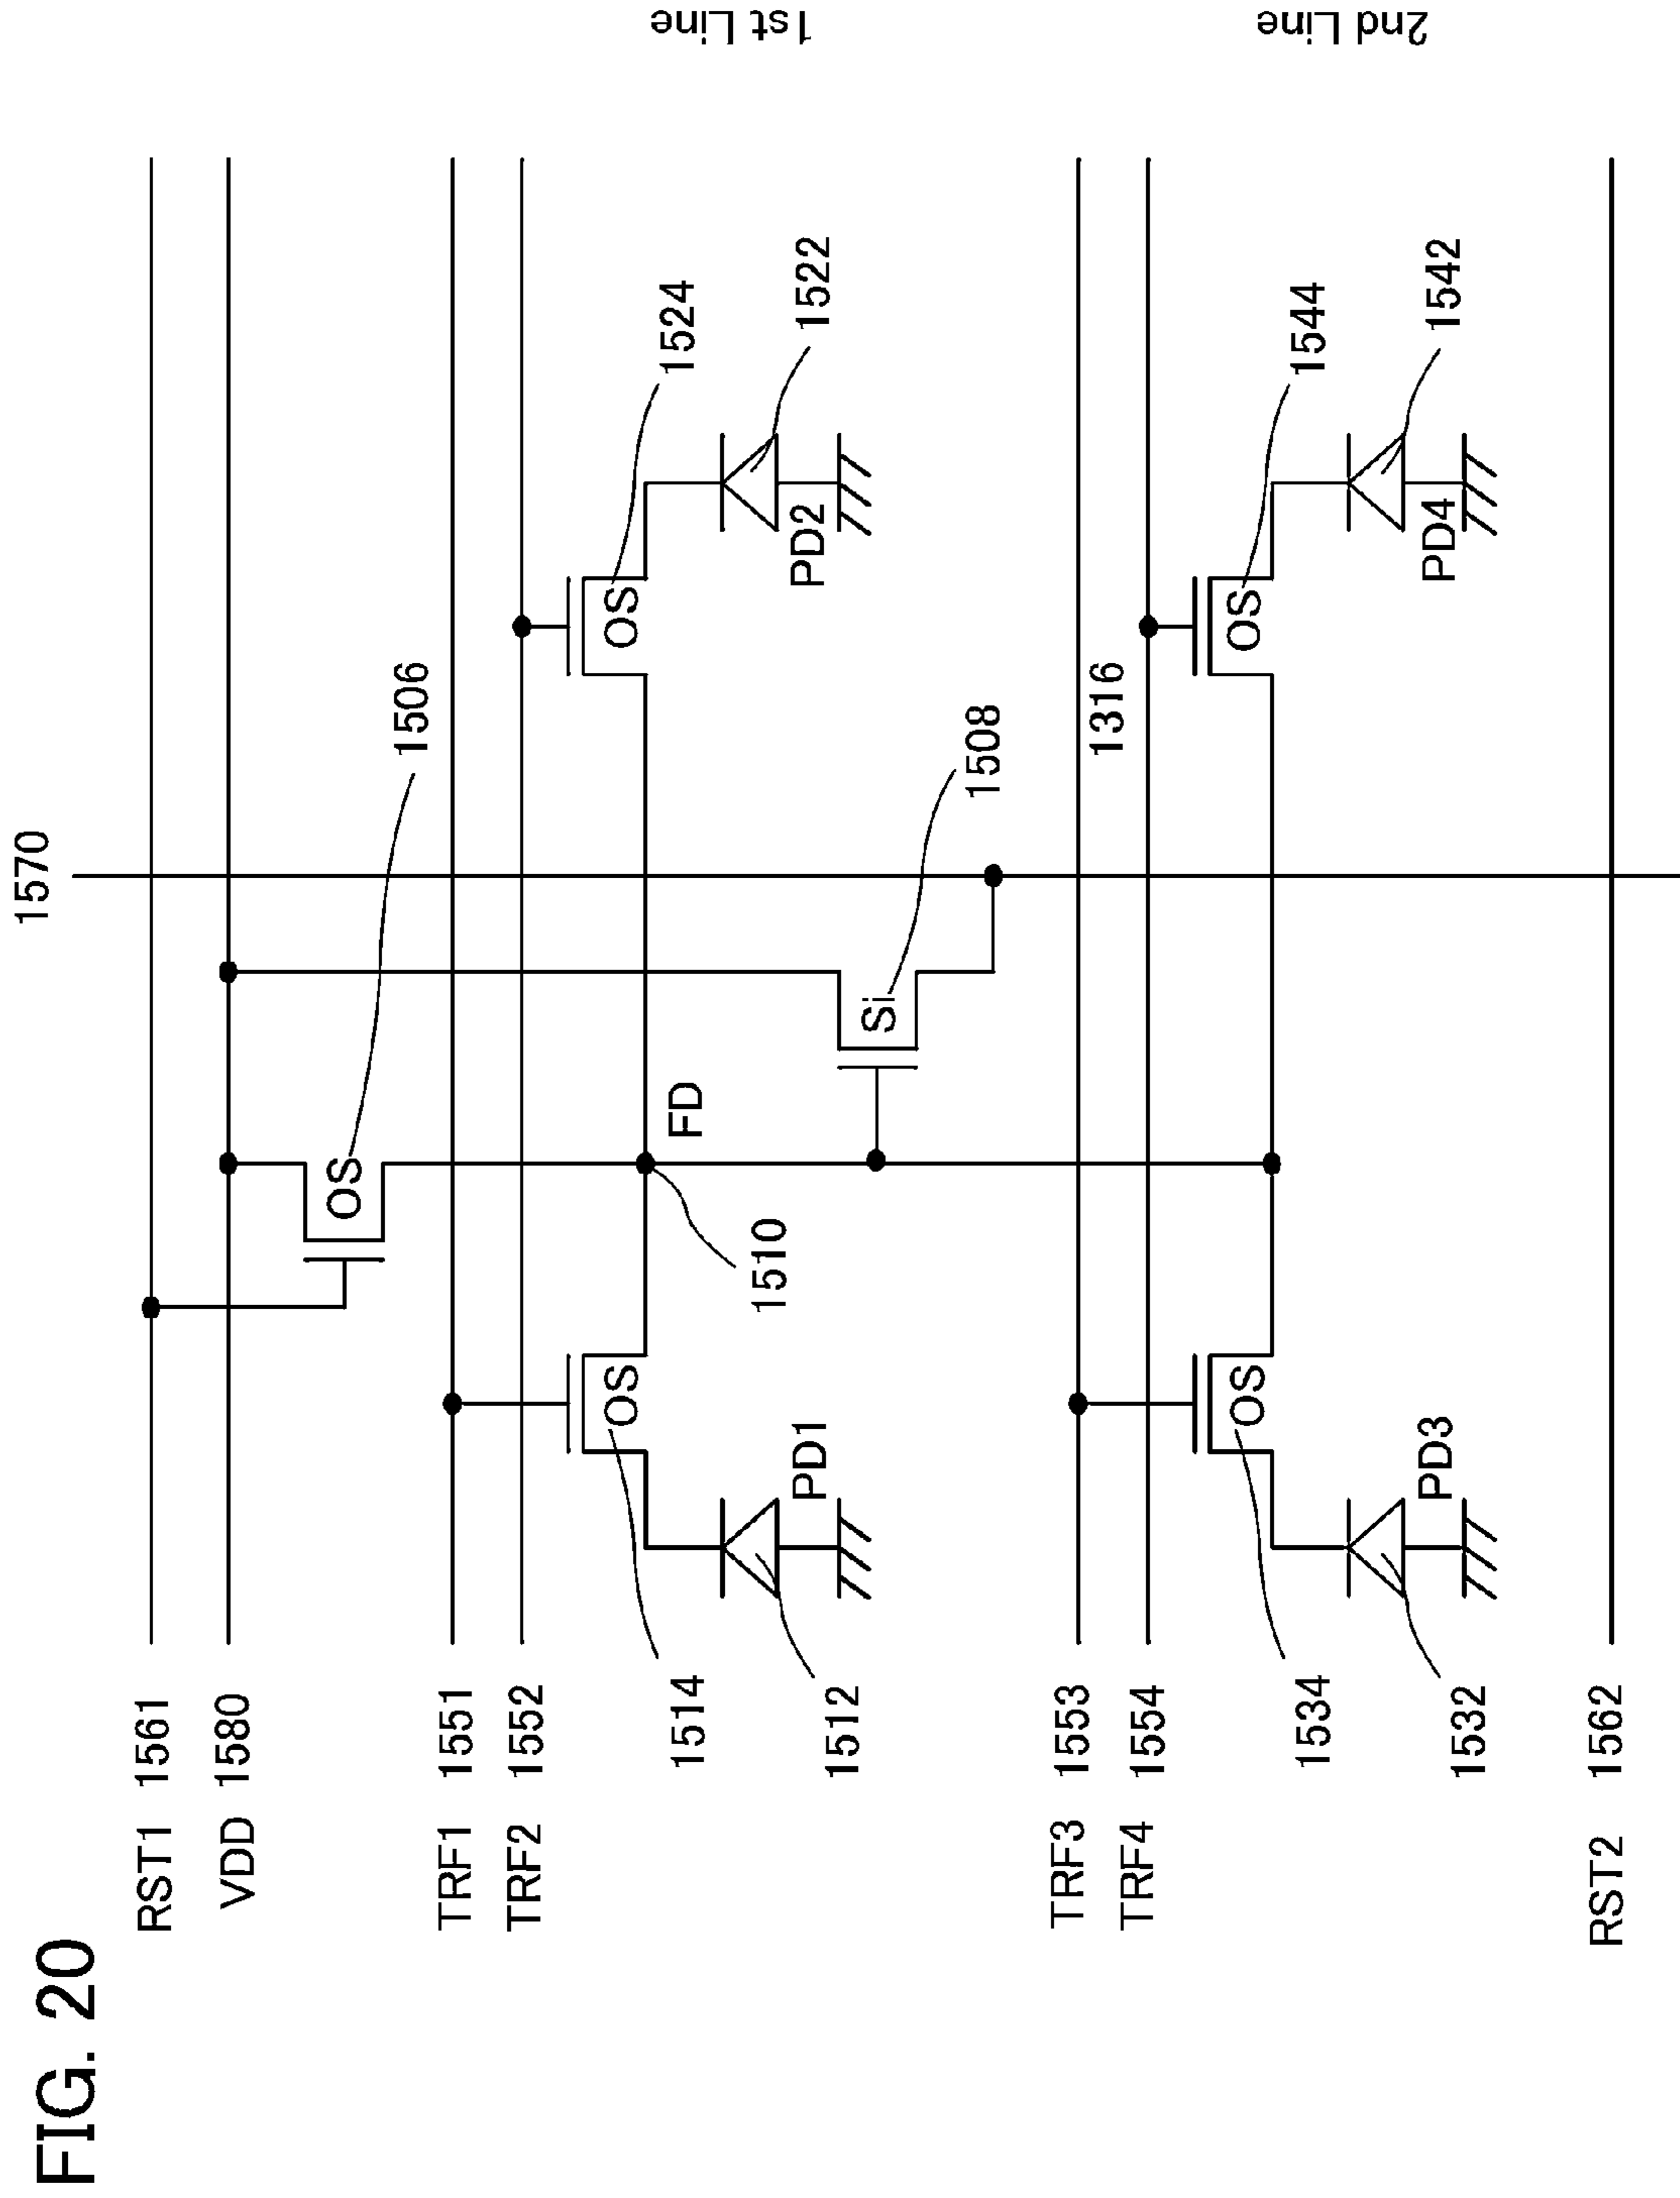 FIG. 20
1570
RST1 1561
VDD 1580
1506
TRF1 1551
TRF2 1552
OS
OS
OS
1524
1514
FD
1st Line
1510
PD1
PD2
1522
1512
Si
1508
TRF3 1553
1316
TRF4 1554
OS
OS
1544
1534
2nd Line
PD3
PD4
1542
1532
RST2 1562